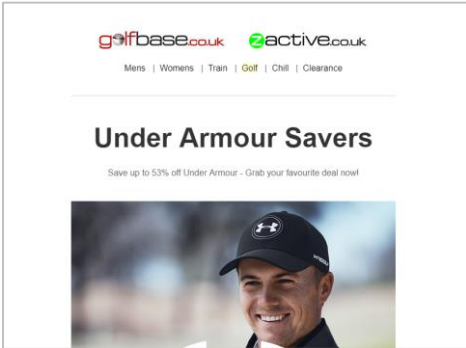 golfbase.co.uk zactive.co.uk
Mens | Womens | Train | Golf | Chill | Clearance
Under Armour Savers
Save up to 53% off Under Armour - Grab your favourite deal now!